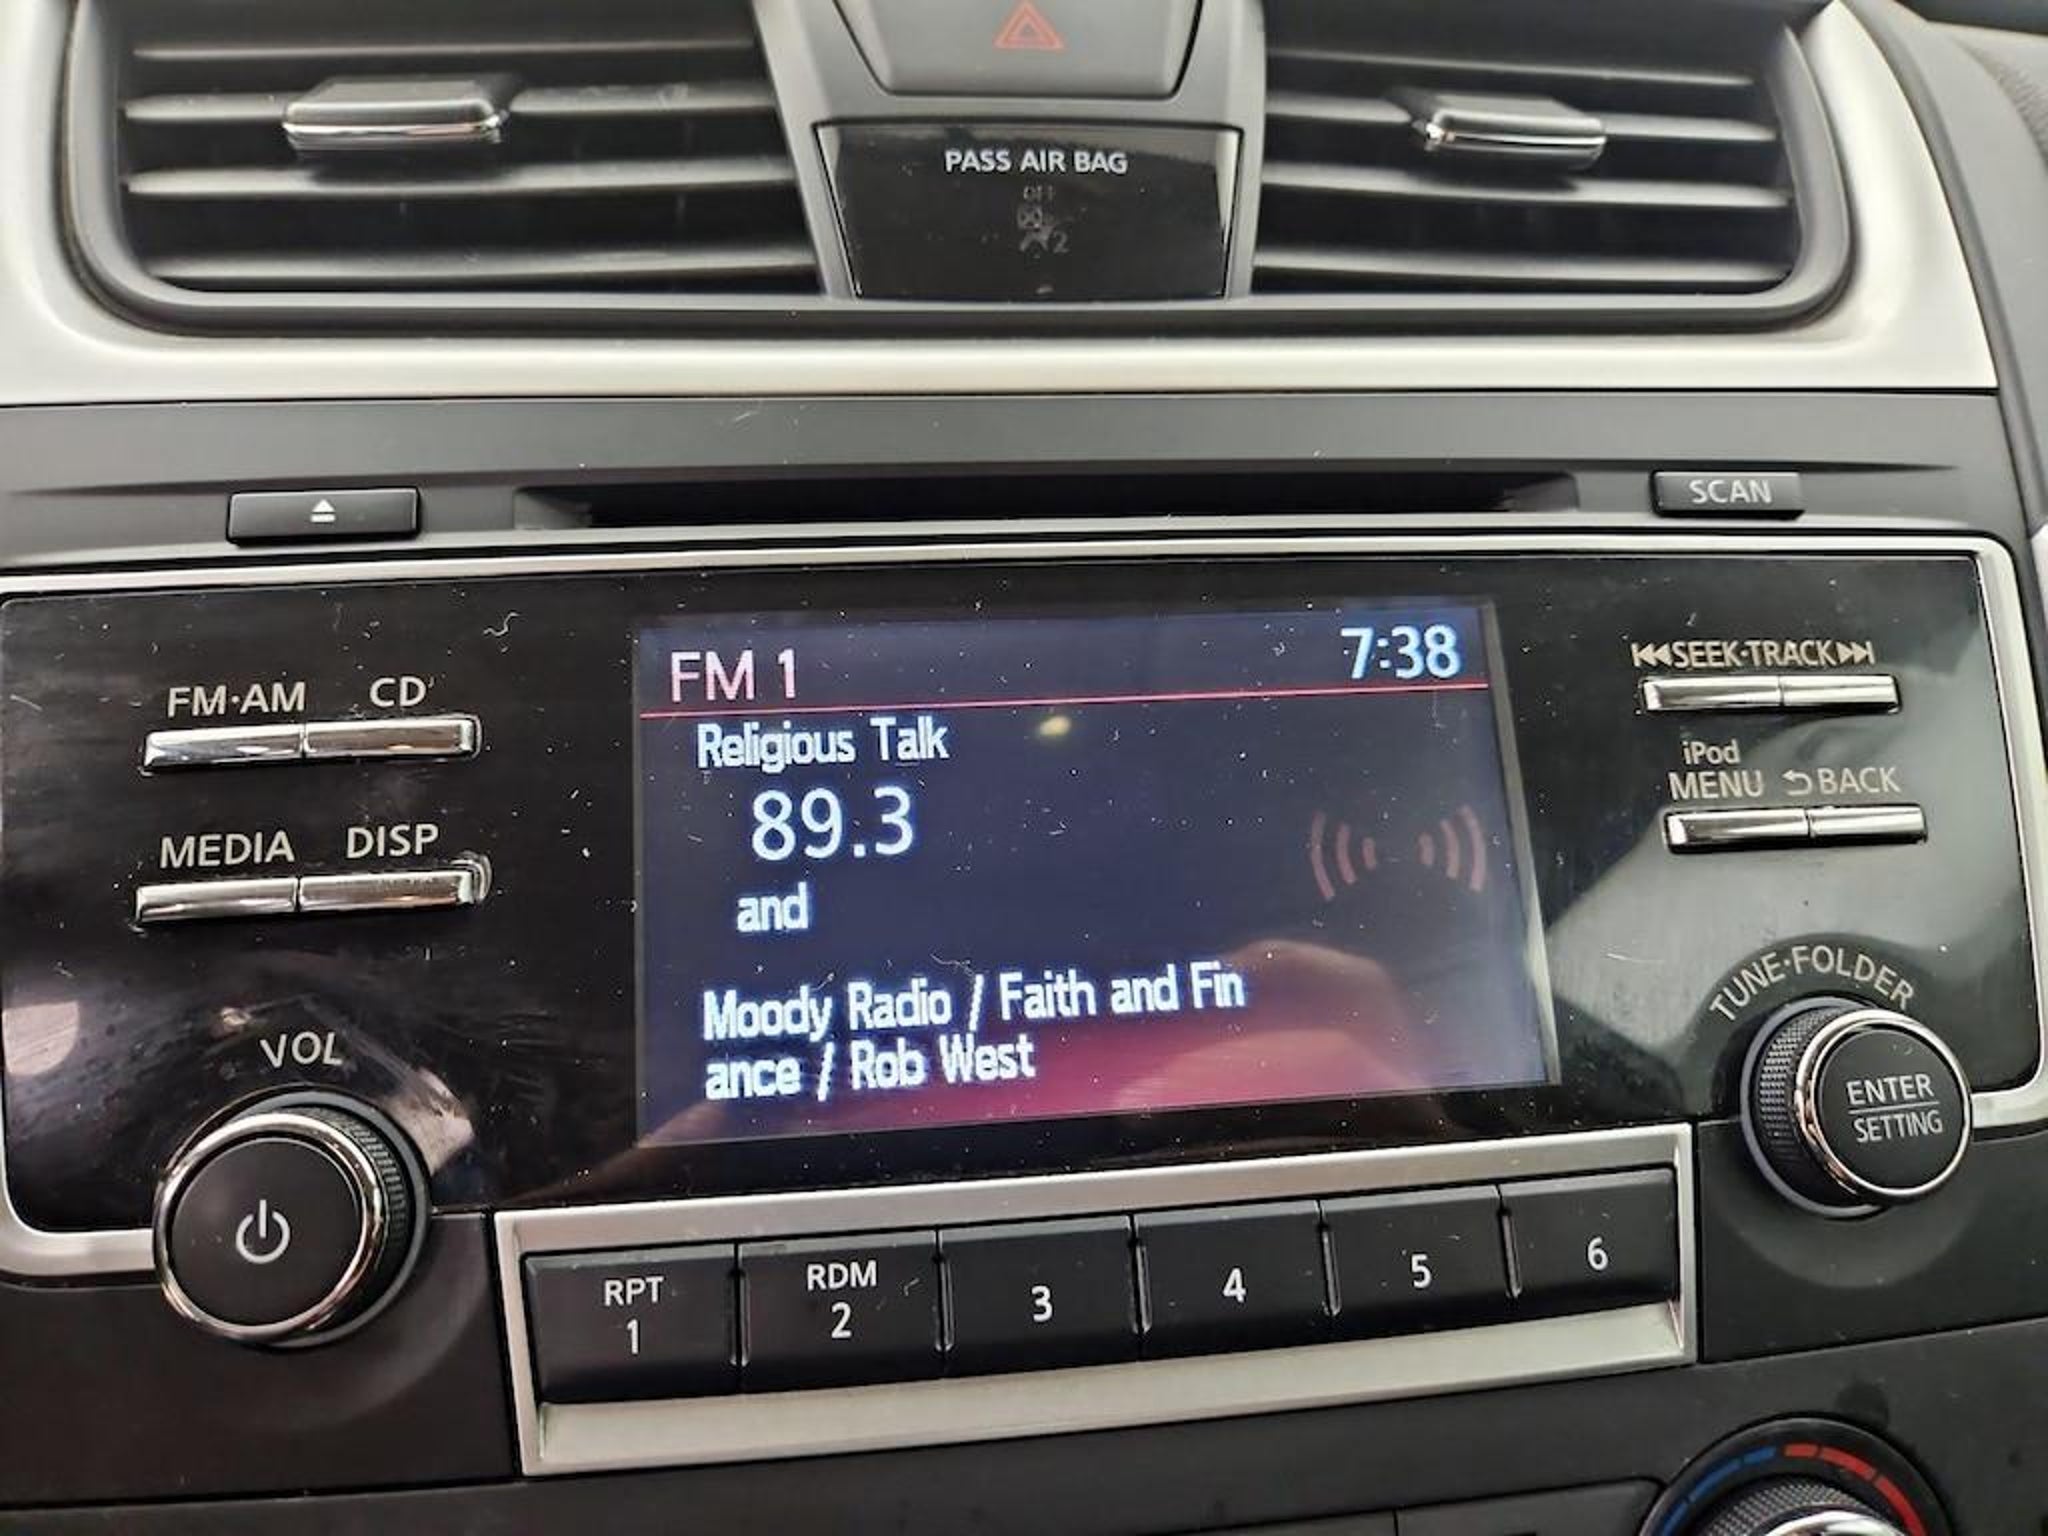 PASS AIR BAG
OFF
2
SCAN
FM·AM CD
MEDIA DISP
VOL
FM 1 7:38
Religious Talk
89.3
and
Moody Radio / Faith and Fin
ance / Rob West
SEEK·TRACK
iPod
MENU BACK
TUNE·FOLDER
ENTER
SETTING
RPT
1
RDM
2
3
4
5
6